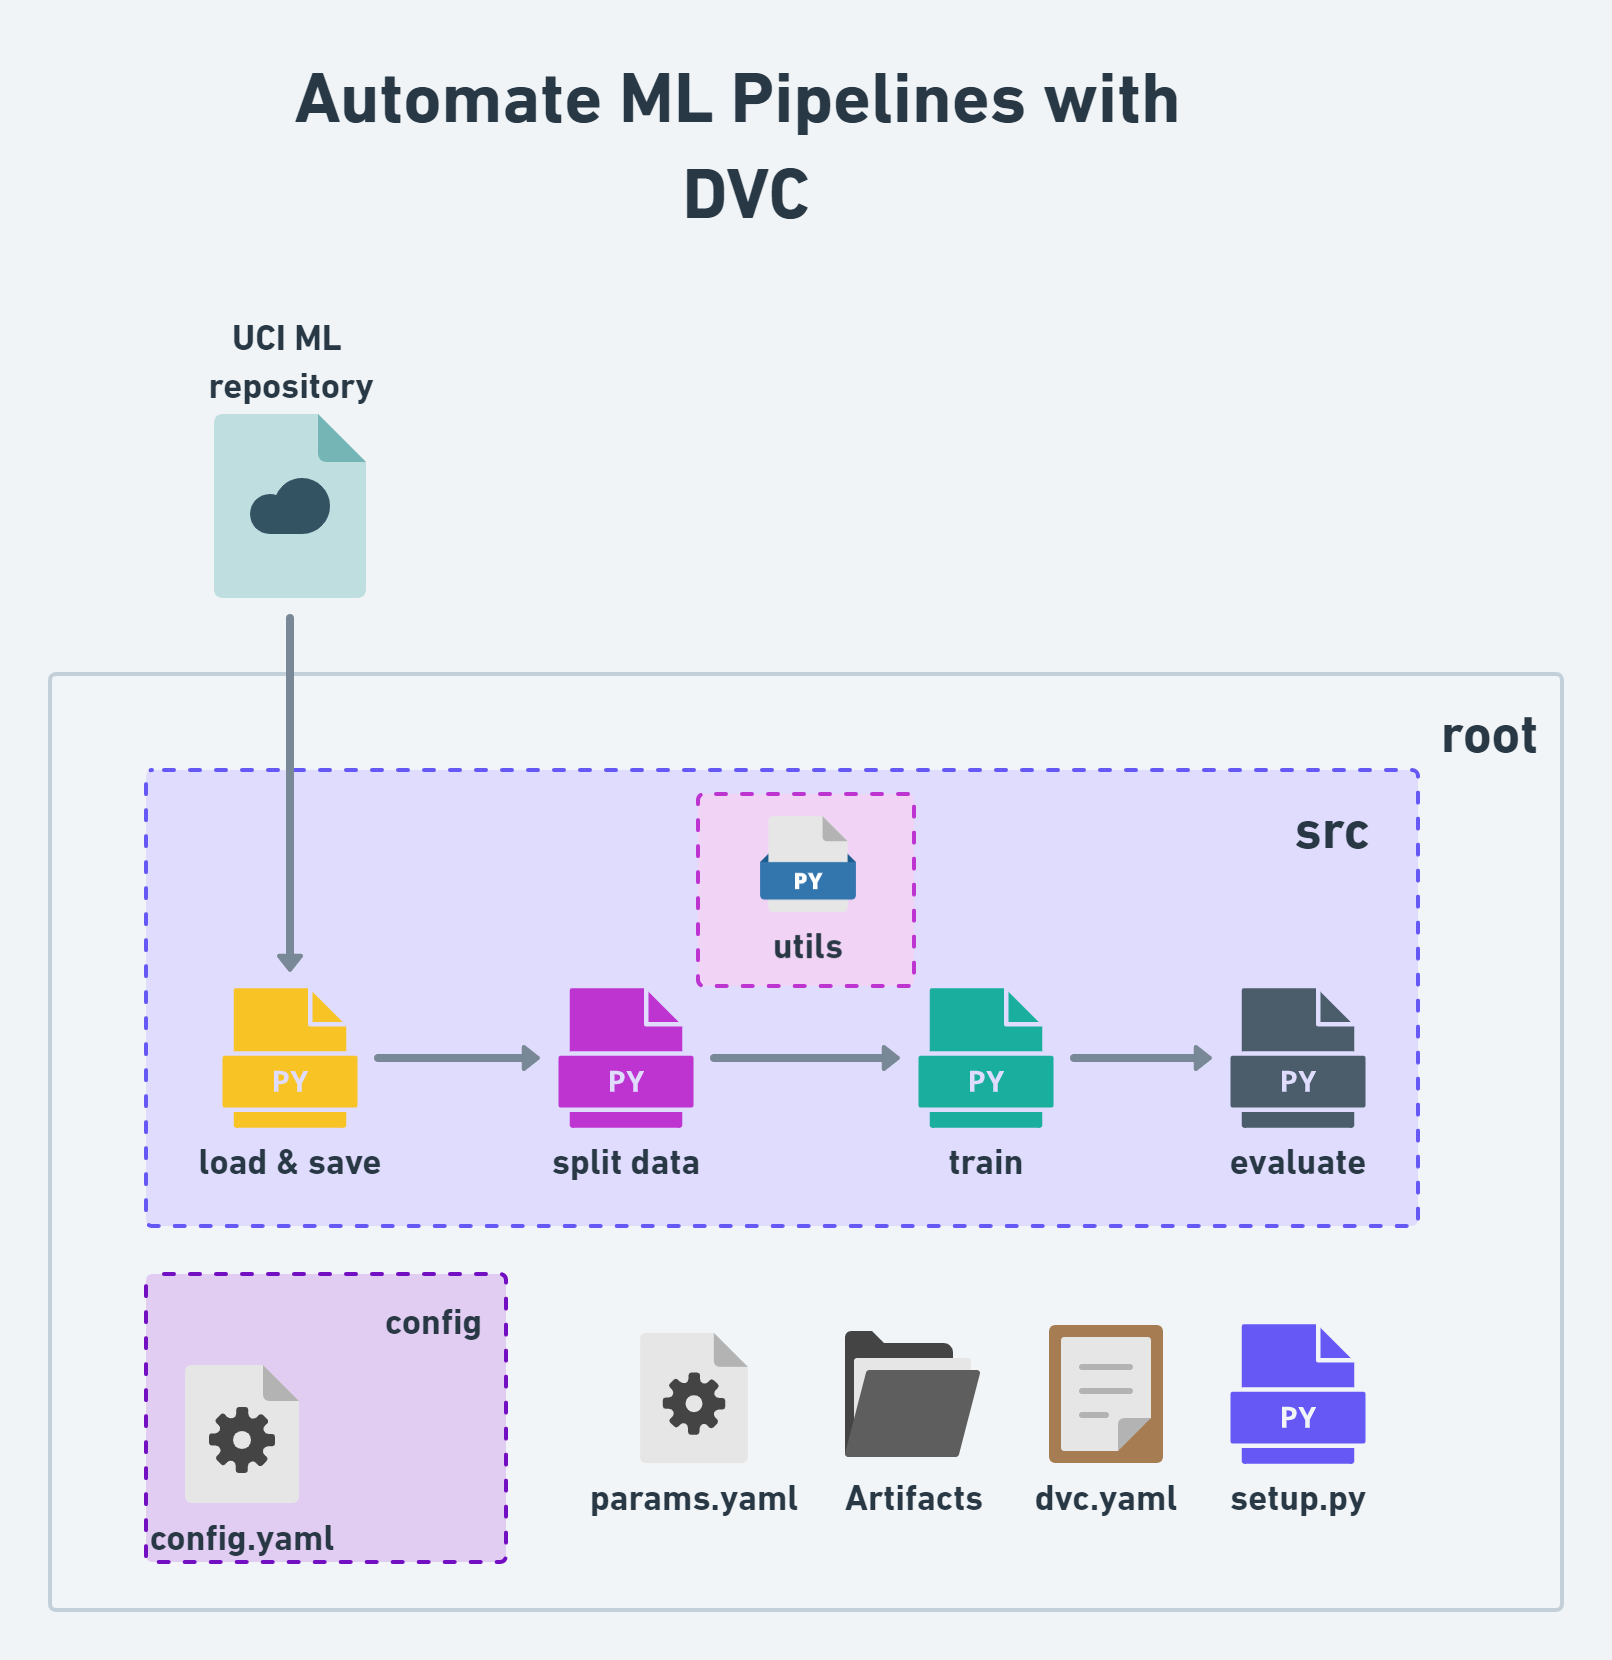 Automate ML Pipelines with
DVC
UCI ML
repository
root
src
PY
utils
PY
PY
PY
PY
load & save
split data
train
evaluate
config
config.yaml
PY
params.yaml
Artifacts
dvc.yaml
setup.py